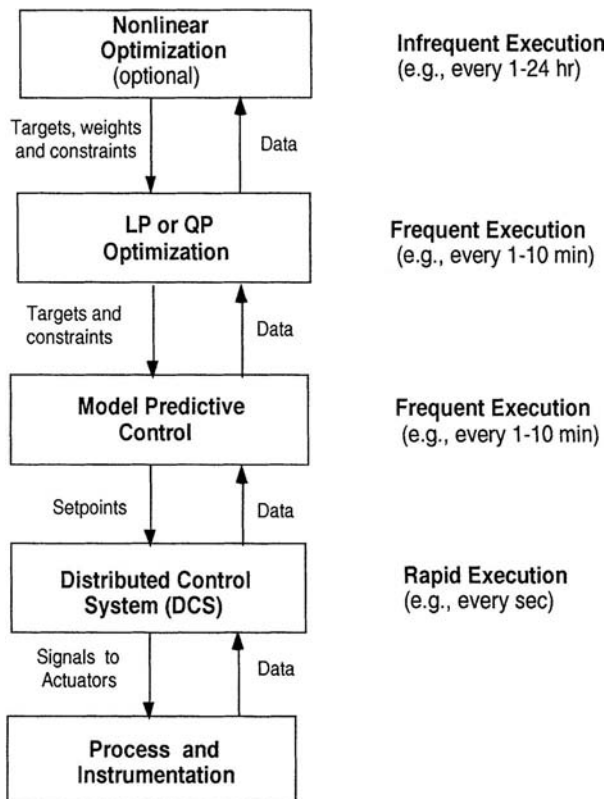 Nonlinear
Optimization
(optional)
Infrequent Execution
(e.g., every 1-24 hr)
Targets, weights
and constraints
Data
LP or QP
Optimization
Frequent Execution
(e.g., every 1-10 min)
Targets and
constraints
Data
Model Predictive
Control
Frequent Execution
(e.g., every 1-10 min)
Setpoints
Data
Distributed Control
System (DCS)
Rapid Execution
(e.g., every sec)
Signals to
Actuators
Data
Process and
Instrumentation